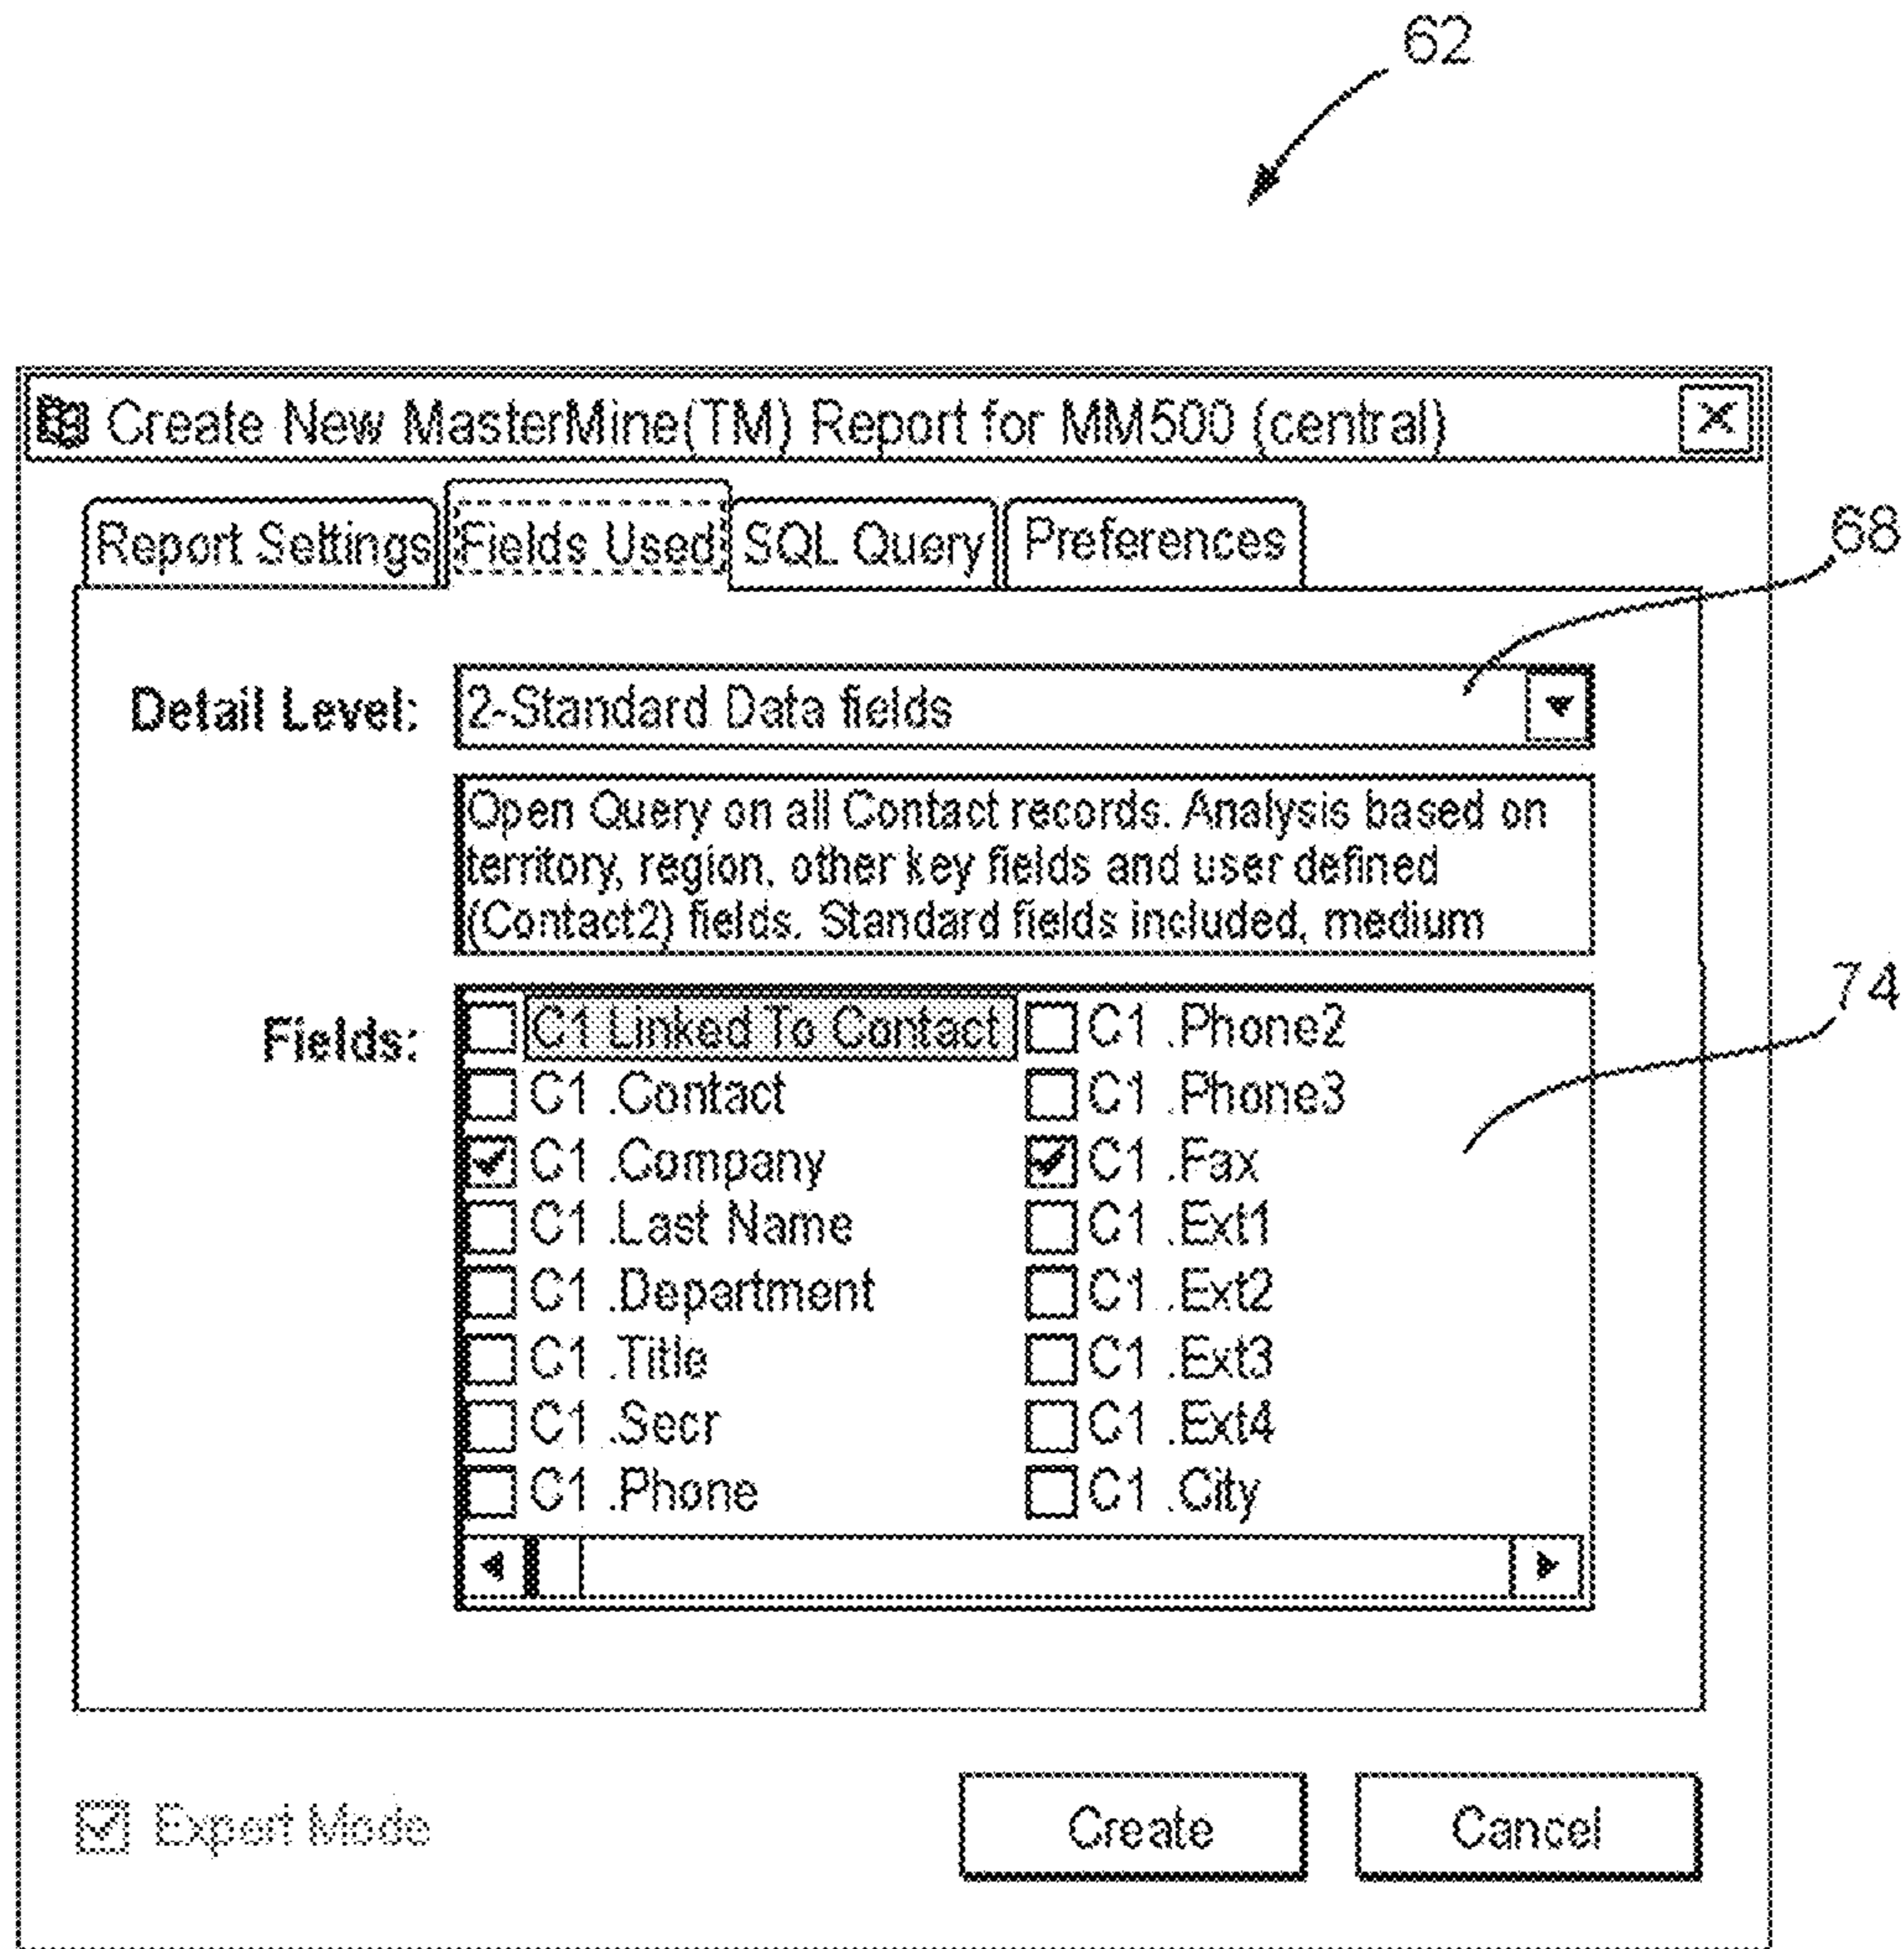 62
Create New MasterMine(TM) Report for MM500 (central)
Report Settings Fields Used SQL Query Preferences
68
Detail Level: 2-Standard Data fields
Open Query on all Contact records. Analysis based on
territory, region, other key fields and user defined
(Contact2) fields. Standard fields included, medium
74
Fields: C1 Linked To Contact C1 .Phone2
C1 .Contact C1 .Phone3
C1 .Company C1 .Fax
C1 .Last Name C1 .Ext1
C1 .Department C1 .Ext2
C1 .Title C1 .Ext3
C1 .Secr C1 .Ext4
C1 .Phone C1 .City
Expert Mode Create Cancel